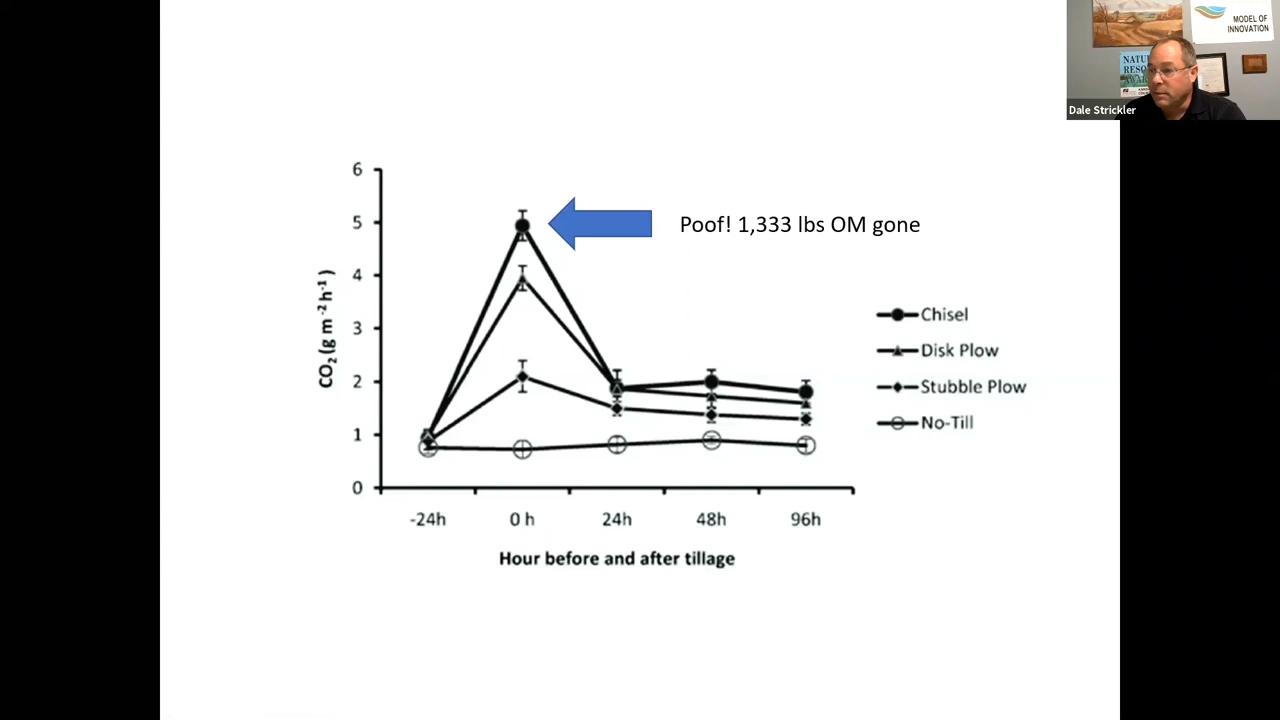 MODEL OF
INNOVATION
Dale Strickler
6
5
4
3
2
1
0
CO2 (g m-2 h-1)
Poof! 1,333 lbs OM gone
Chisel
Disk Plow
Stubble Plow
No-Till
-24h
0 h
24h
48h
96h
Hour before and after tillage